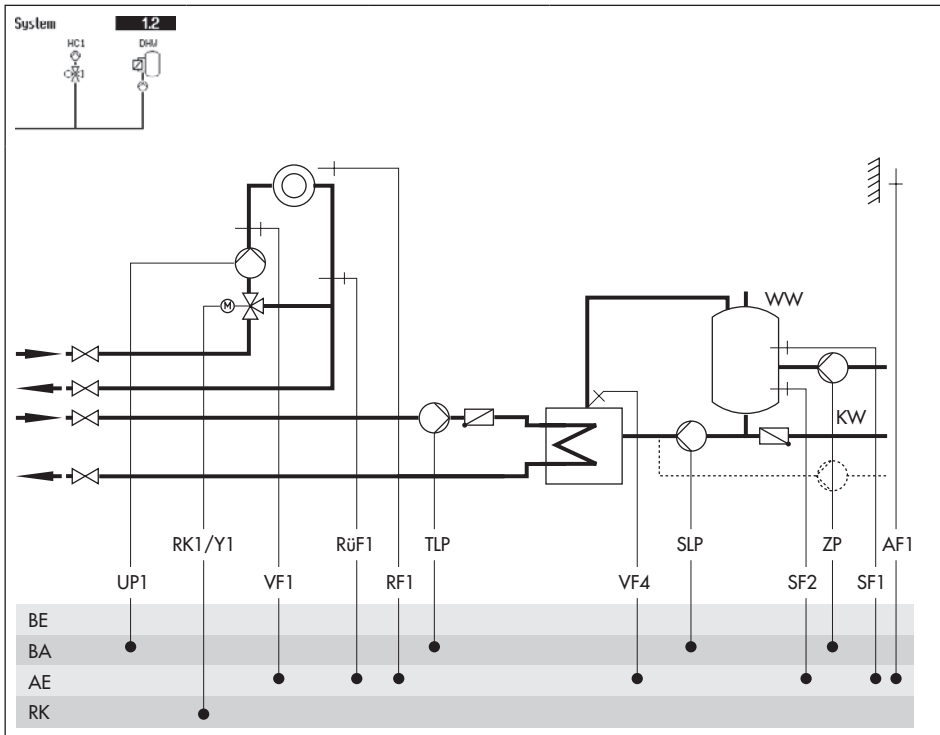 System 1.2
HC1 DHW
M
WW
KW
RK1/Y1 RüF1 TLP SLP ZP AF1
UP1 VF1 RF1 VF4 SF2 SF1
BE
BA
AE
RK